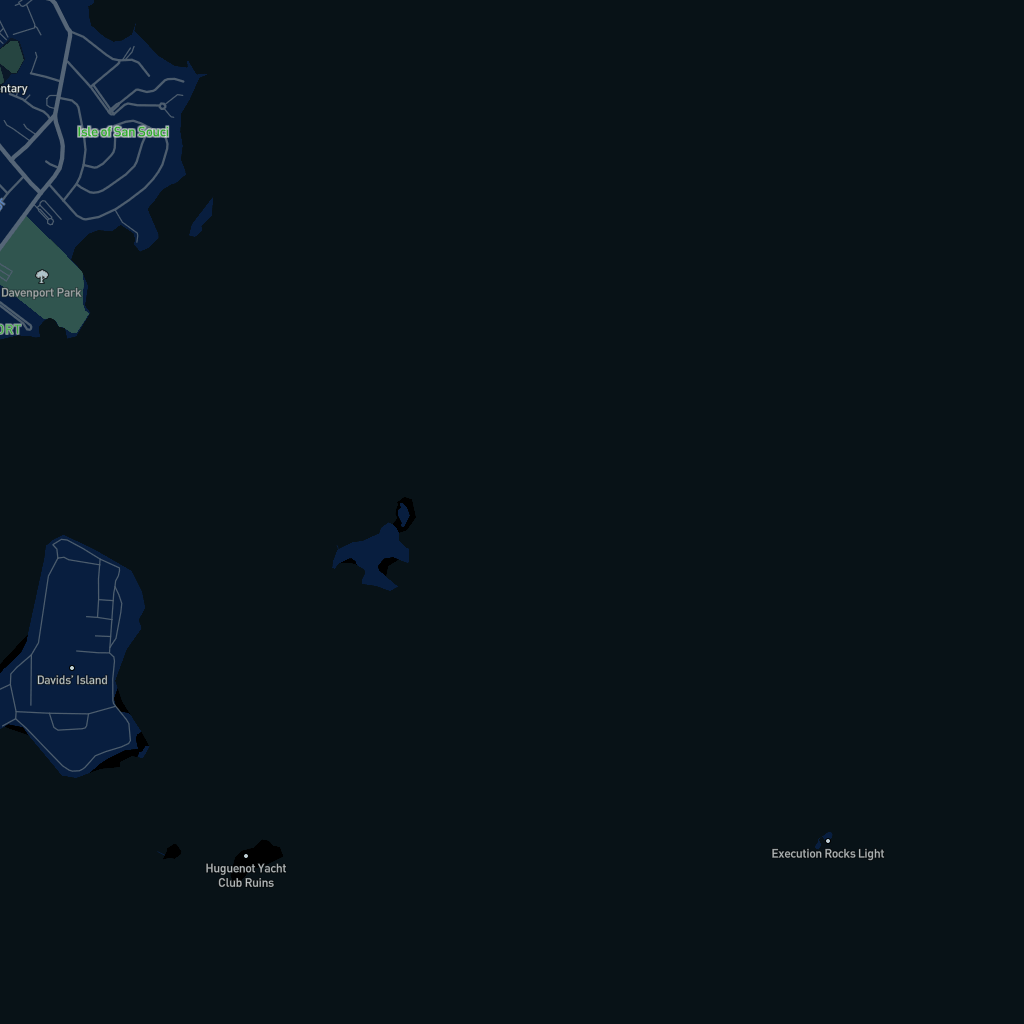 ntary
Isle of San Souci
Davenport Park
ORT
Davids' Island
Huguenot Yacht
Club Ruins
Execution Rocks Light